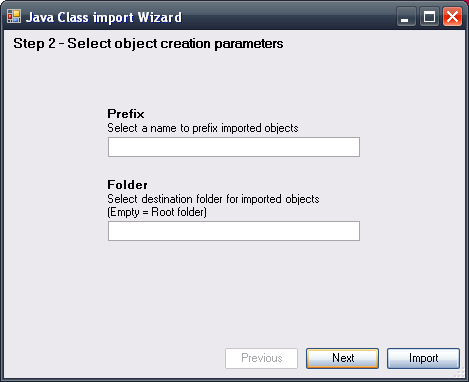 Java Class import Wizard
Step 2 - Select object creation parameters
Prefix
Select a name to prefix imported objects
Folder
Select destination folder for imported objects
(Empty = Root folder)
Previous
Next
Import